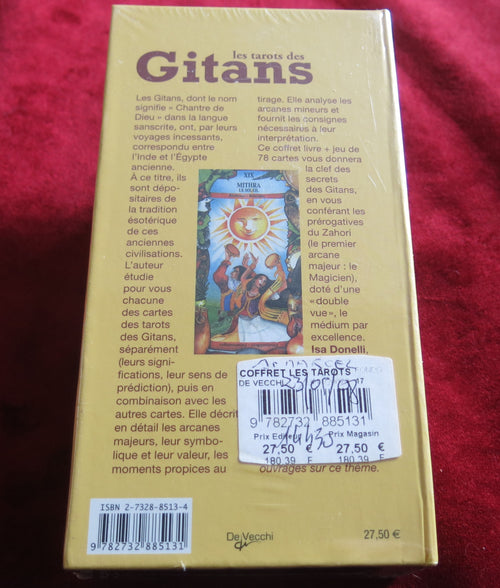 les tarots des
Gitans
Les Gitans, dont le nom
signifie « Chantre de
Dieu » dans la langue
sanscrite, ont, par leurs
voyages incessants,
correspondu entre
l'Inde et l'Égypte
ancienne.
À ce titre, ils
sont dépo-
sitaires de
la tradition
ésotérique
de ces
anciennes
civilisations.
L'auteur
étudie
pour vous
chacune
des cartes
des tarots
des Gitans,
séparément
(leurs signi-
fications, leur sens de
prédiction), puis en
combinaison avec les
autres cartes. Elle décrit
en détail les arcanes
majeurs, leur symbo-
lique et leur valeur, les
moments propices au
tirage. Elle analyse les
arcanes mineurs et
fournit les consignes
nécessaires à leur
interprétation.
Ce coffret livre + jeu de
78 cartes vous donnera
la clef des
secrets
des Gitans,
en vous
conférant les
prérogatives
du Zahori
(le premier
arcane
majeur : le
Magicien),
doté d'une
«double
vue», le
médium par
excellence.
Isa Donelli,
XIX
MITHRA
LE SOLEIL
COFFRET LES TAROTS
DE VECCHI
17
23/05/08
9 782732 885131
Prix Editeur Prix Magasin
27,50 € 27,50 €
180,39 F 180,39 F
ouvrages sur ce thème.
ISBN 2-7328-8513-4
9 782732 885131
De Vecchi
27,50 €